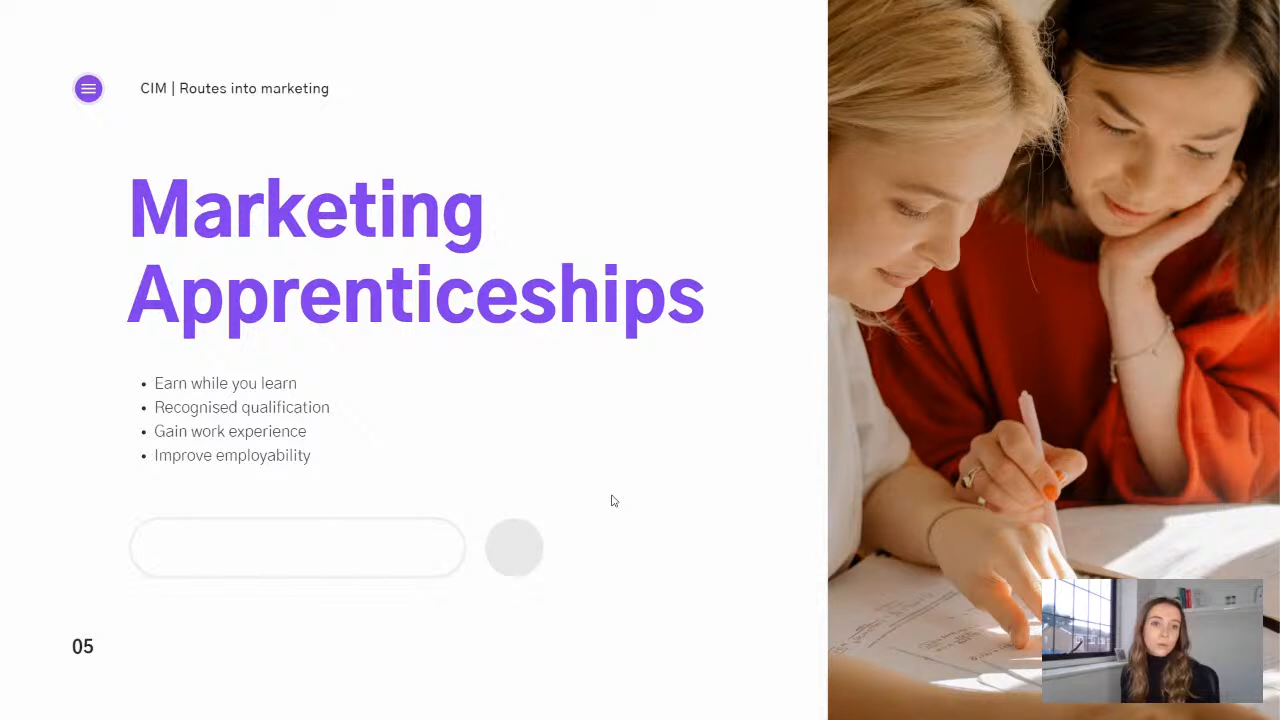 CIM | Routes into marketing
Marketing
Apprenticeships
• Earn while you learn
• Recognised qualification
• Gain work experience
• Improve employability
05